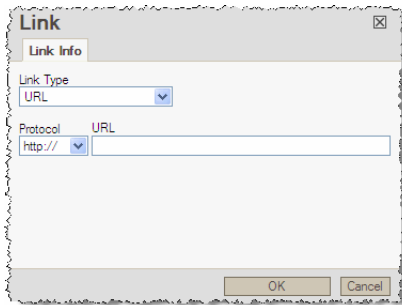 Link
Link Info
Link Type
URL
Protocol URL
http://
OK Cancel